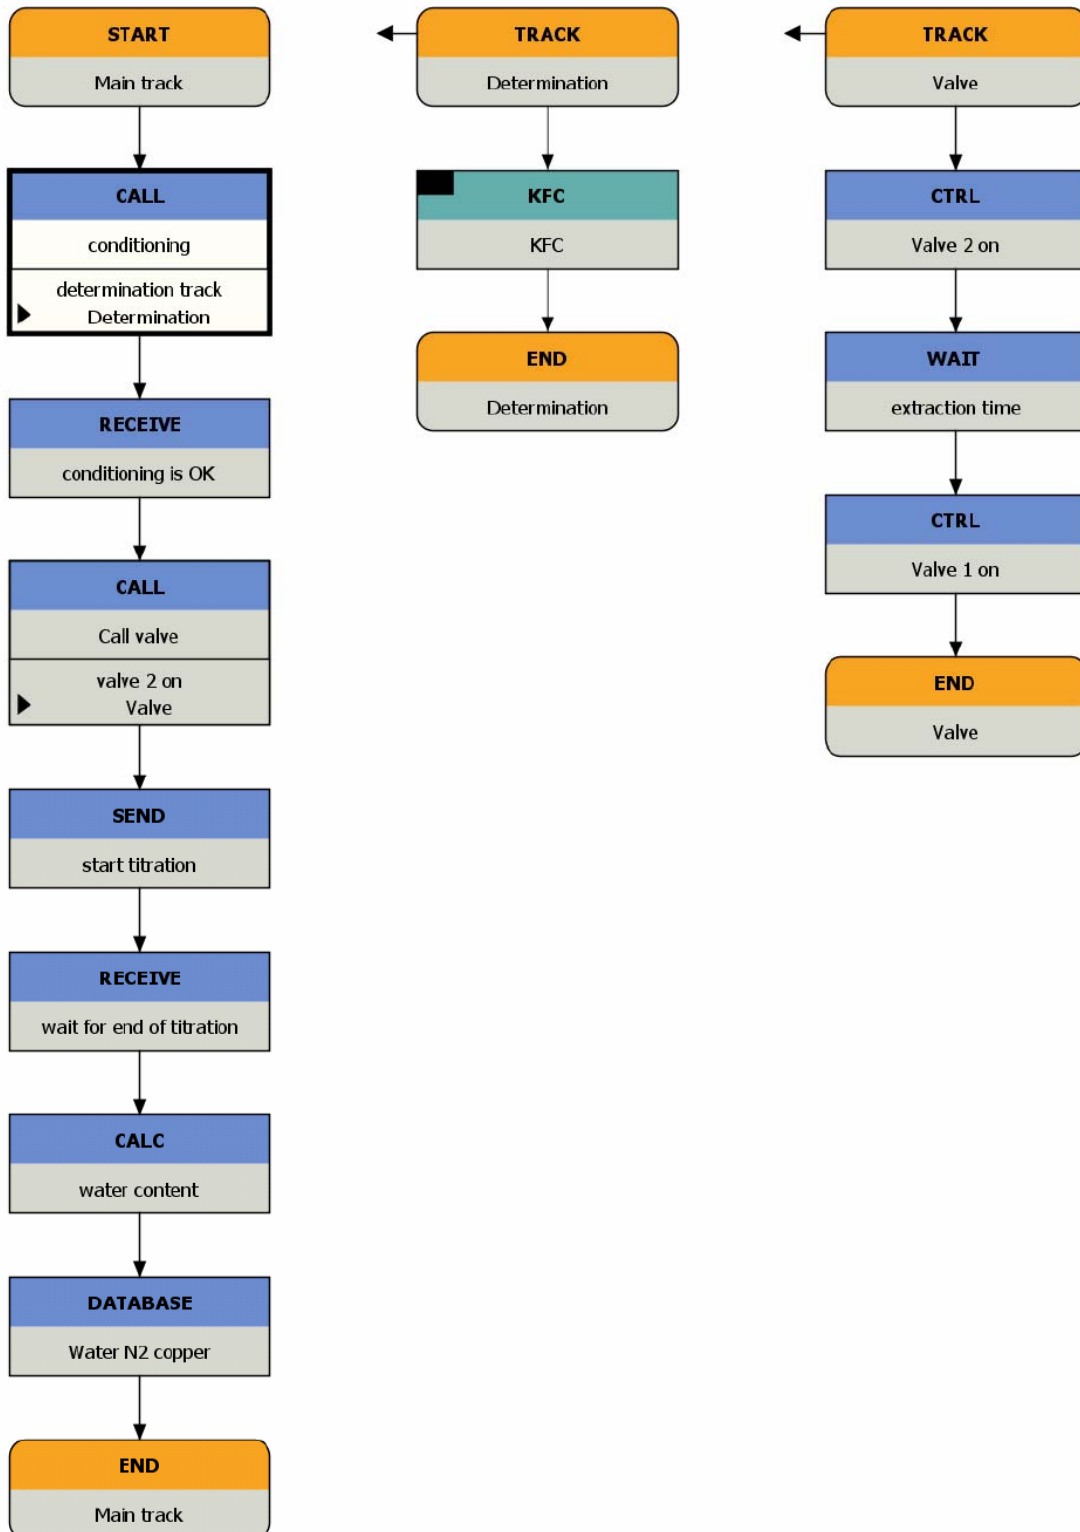 START
Main track
CALL
conditioning
determination track
Determination
RECEIVE
conditioning is OK
CALL
Call valve
valve 2 on
Valve
SEND
start titration
RECEIVE
wait for end of titration
CALC
water content
DATABASE
Water N2 copper
END
Main track
TRACK
Determination
KFC
KFC
END
Determination
TRACK
Valve
CTRL
Valve 2 on
WAIT
extraction time
CTRL
Valve 1 on
END
Valve